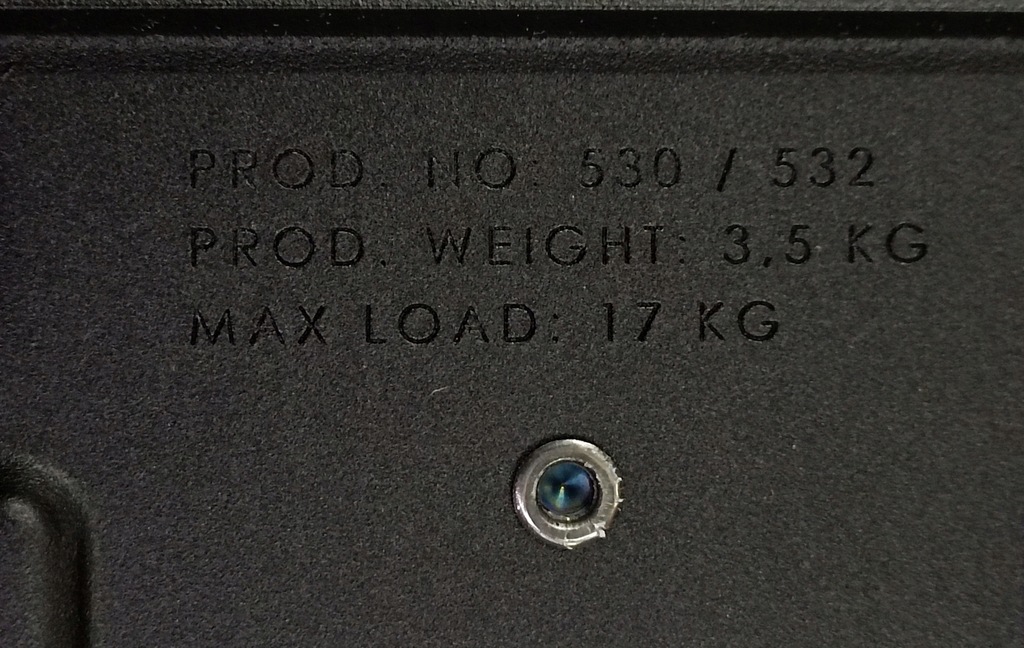 PROD. NO: 530 / 532
PROD. WEIGHT: 3,5 KG
MAX LOAD: 17 KG